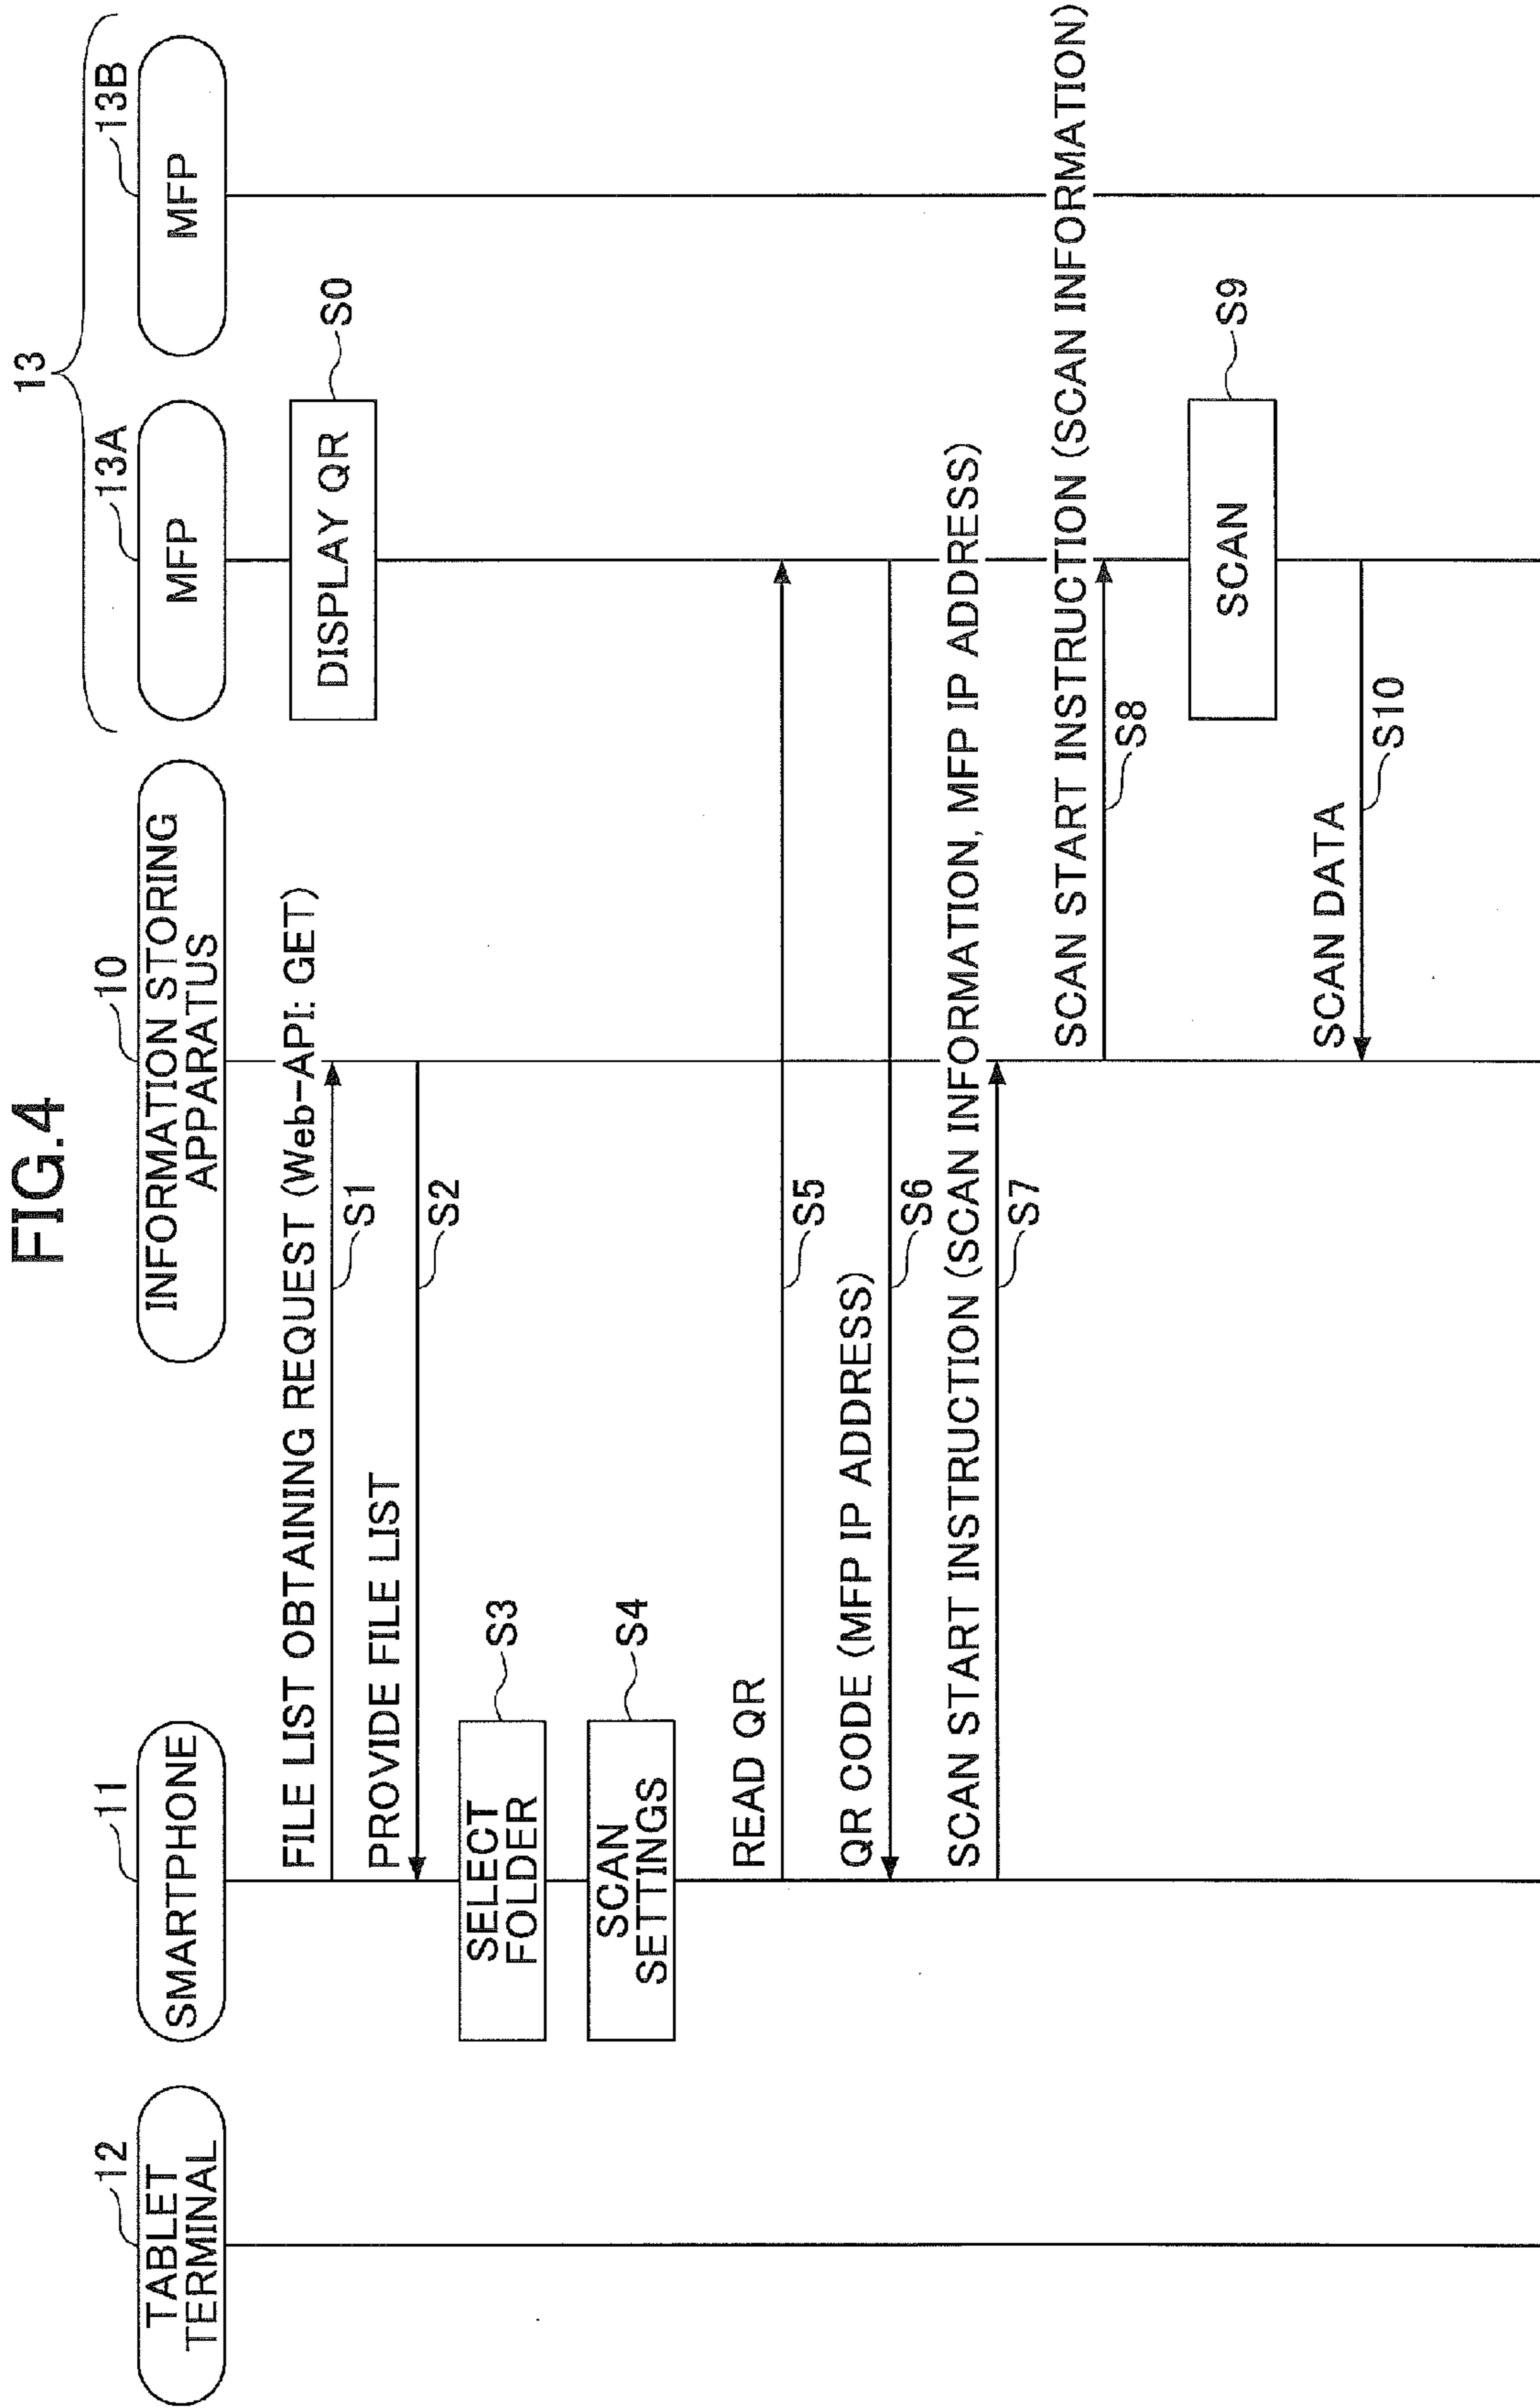 FIG.4
12
TABLET
TERMINAL
11
SMARTPHONE
10
INFORMATION STORING
APPARATUS
13
13A
MFP
13B
MFP
DISPLAY QR
S0
FILE LIST OBTAINING REQUEST (Web-API: GET)
S1
PROVIDE FILE LIST
S2
SELECT
FOLDER
S3
SCAN
SETTINGS
S4
READ QR
S5
QR CODE (MFP IP ADDRESS)
S6
SCAN START INSTRUCTION (SCAN INFORMATION, MFP IP ADDRESS)
S7
SCAN START INSTRUCTION (SCAN INFORMATION)
S8
SCAN
S9
SCAN DATA
S10